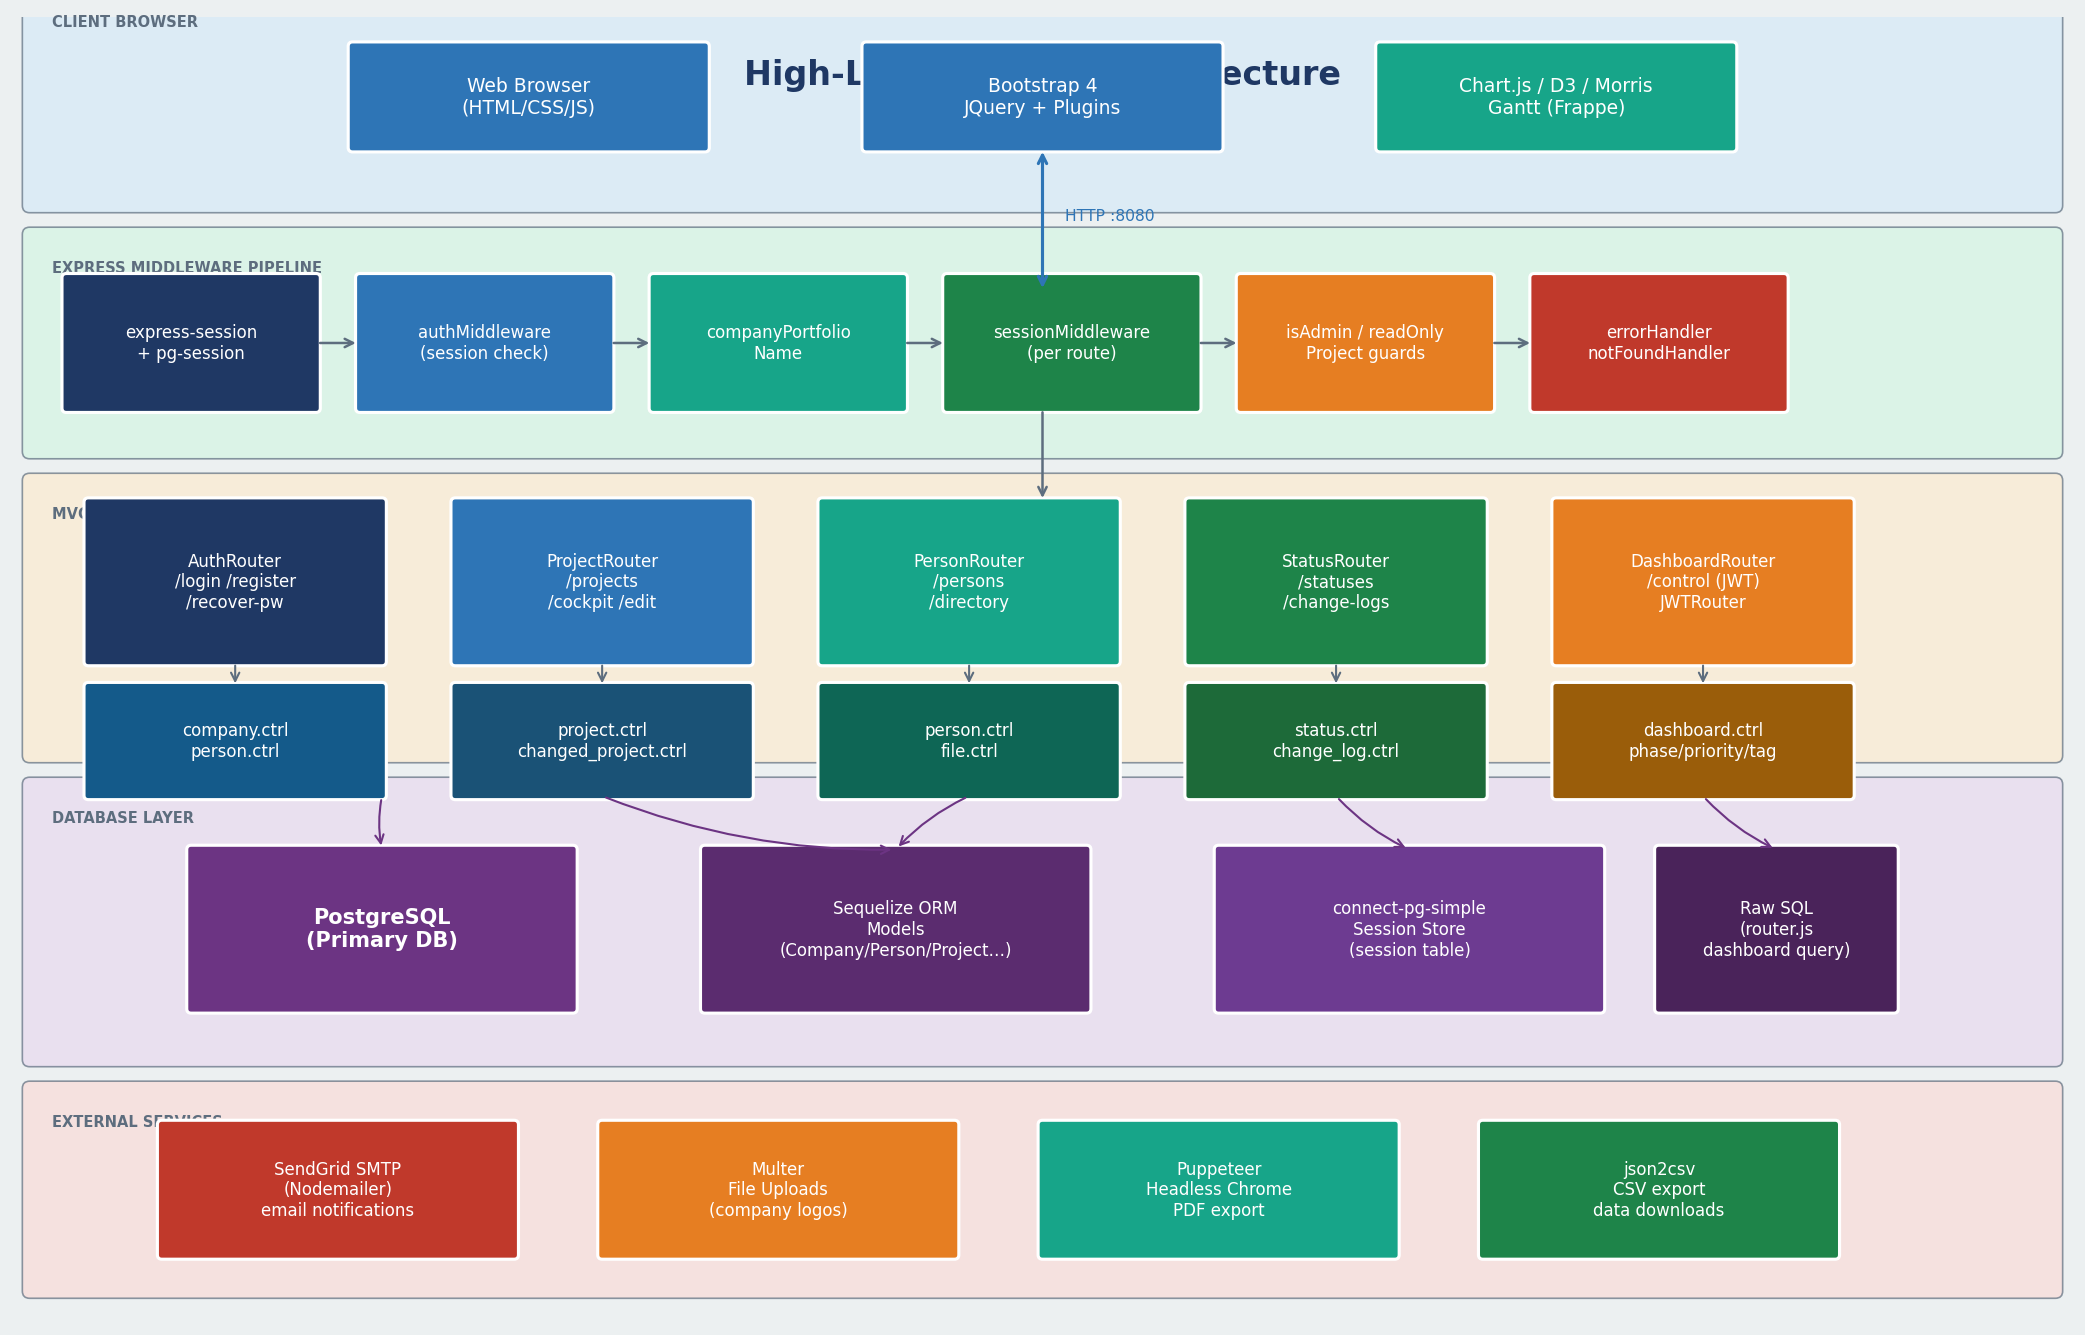 CLIENT BROWSER
High-L
ecture
Web Browser
(HTML/CSS/JS)
Bootstrap 4
JQuery + Plugins
Chart.js / D3 / Morris
Gantt (Frappe)
HTTP :8080
EXPRESS MIDDLEWARE PIPELINE
express-session
+ pg-session
authMiddleware
(session check)
companyPortfolio
Name
sessionMiddleware
(per route)
isAdmin / readOnly
Project guards
errorHandler
notFoundHandler
MVC
AuthRouter
/login /register
/recover-pw
ProjectRouter
/projects
/cockpit /edit
PersonRouter
/persons
/directory
StatusRouter
/statuses
/change-logs
DashboardRouter
/control (JWT)
JWTRouter
company.ctrl
person.ctrl
project.ctrl
changed_project.ctrl
person.ctrl
file.ctrl
status.ctrl
change_log.ctrl
dashboard.ctrl
phase/priority/tag
DATABASE LAYER
PostgreSQL
(Primary DB)
Sequelize ORM
Models
(Company/Person/Project...)
connect-pg-simple
Session Store
(session table)
Raw SQL
(router.js
dashboard query)
EXTERNAL SERVICES
SendGrid SMTP
(Nodemailer)
email notifications
Multer
File Uploads
(company logos)
Puppeteer
Headless Chrome
PDF export
json2csv
CSV export
data downloads